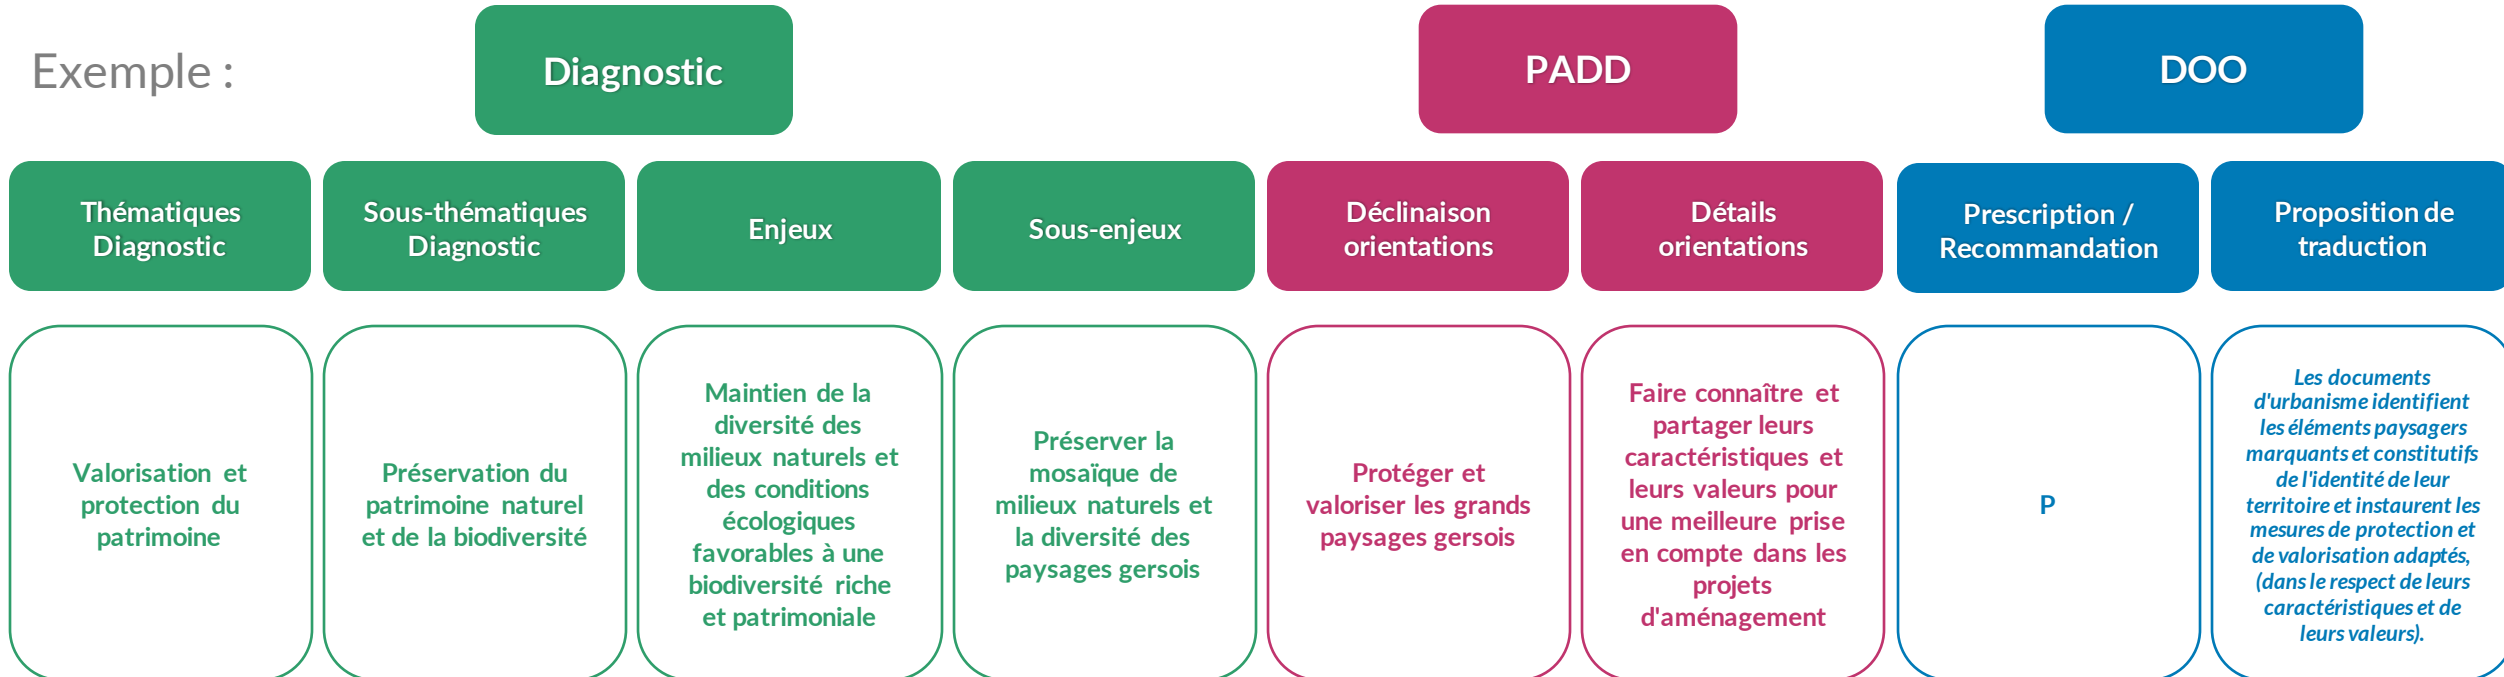 Exemple :
Diagnostic
PADD
DOO
Thématiques
Diagnostic
Sous-thématiques
Diagnostic
Enjeux
Sous-enjeux
Déclinaison
orientations
Détails
orientations
Prescription /
Recommandation
Proposition de
traduction
Valorisation et
protection du
patrimoine
Préservation du
patrimoine naturel
et de la biodiversité
Maintien de la
diversité des
milieux naturels et
des conditions
écologiques
favorables à une
biodiversité riche
et patrimoniale
Préserver la
mosaïque de
milieux naturels et
la diversité des
paysages gersois
Protéger et
valoriser les grands
paysages gersois
Faire connaître et
partager leurs
caractéristiques et
leurs valeurs pour
une meilleure prise
en compte dans les
projets
d'aménagement
P
Les documents
d'urbanisme identifient
les éléments paysagers
marquants et constitutifs
de l'identité de leur
territoire et instaurent les
mesures de protection et
de valorisation adaptés,
(dans le respect de leurs
caractéristiques et de
leurs valeurs).